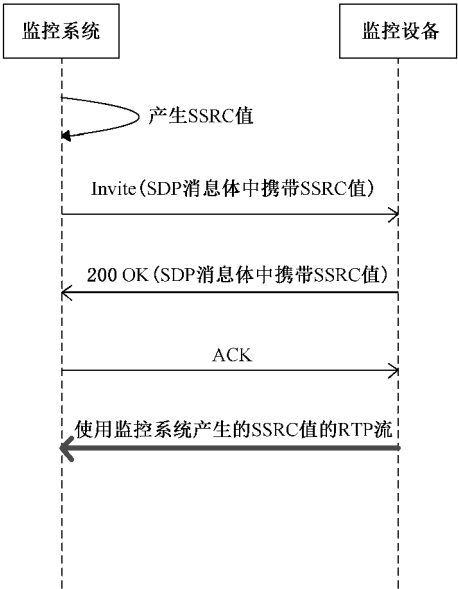 监控系统
监控设备
产生SSRC值
Invite(SDP消息体中携带SSRC值)
200 OK(SDP消息体中携带SSRC值)
ACK
使用监控系统产生的SSRC值的RTP流